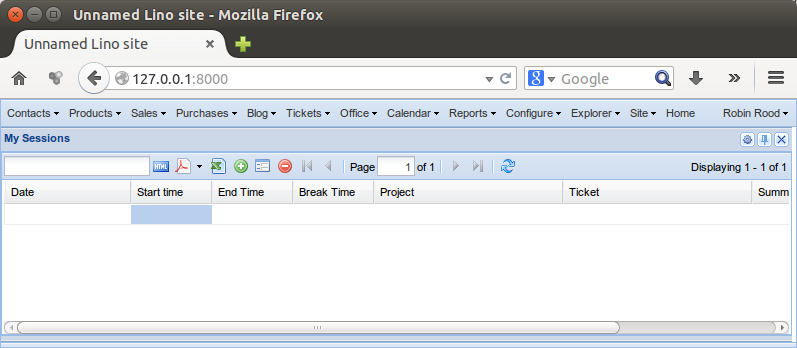 Unnamed Lino site - Mozilla Firefox
Unnamed Lino site
127.0.0.1:8000 Google
Contacts Products Sales Purchases Blog Tickets Office Calendar Reports Configure Explorer Site Home Robin Rood
My Sessions
HTML Page 1 of 1 Displaying 1 - 1 of 1
Date Start time End Time Break Time Project Ticket Summ